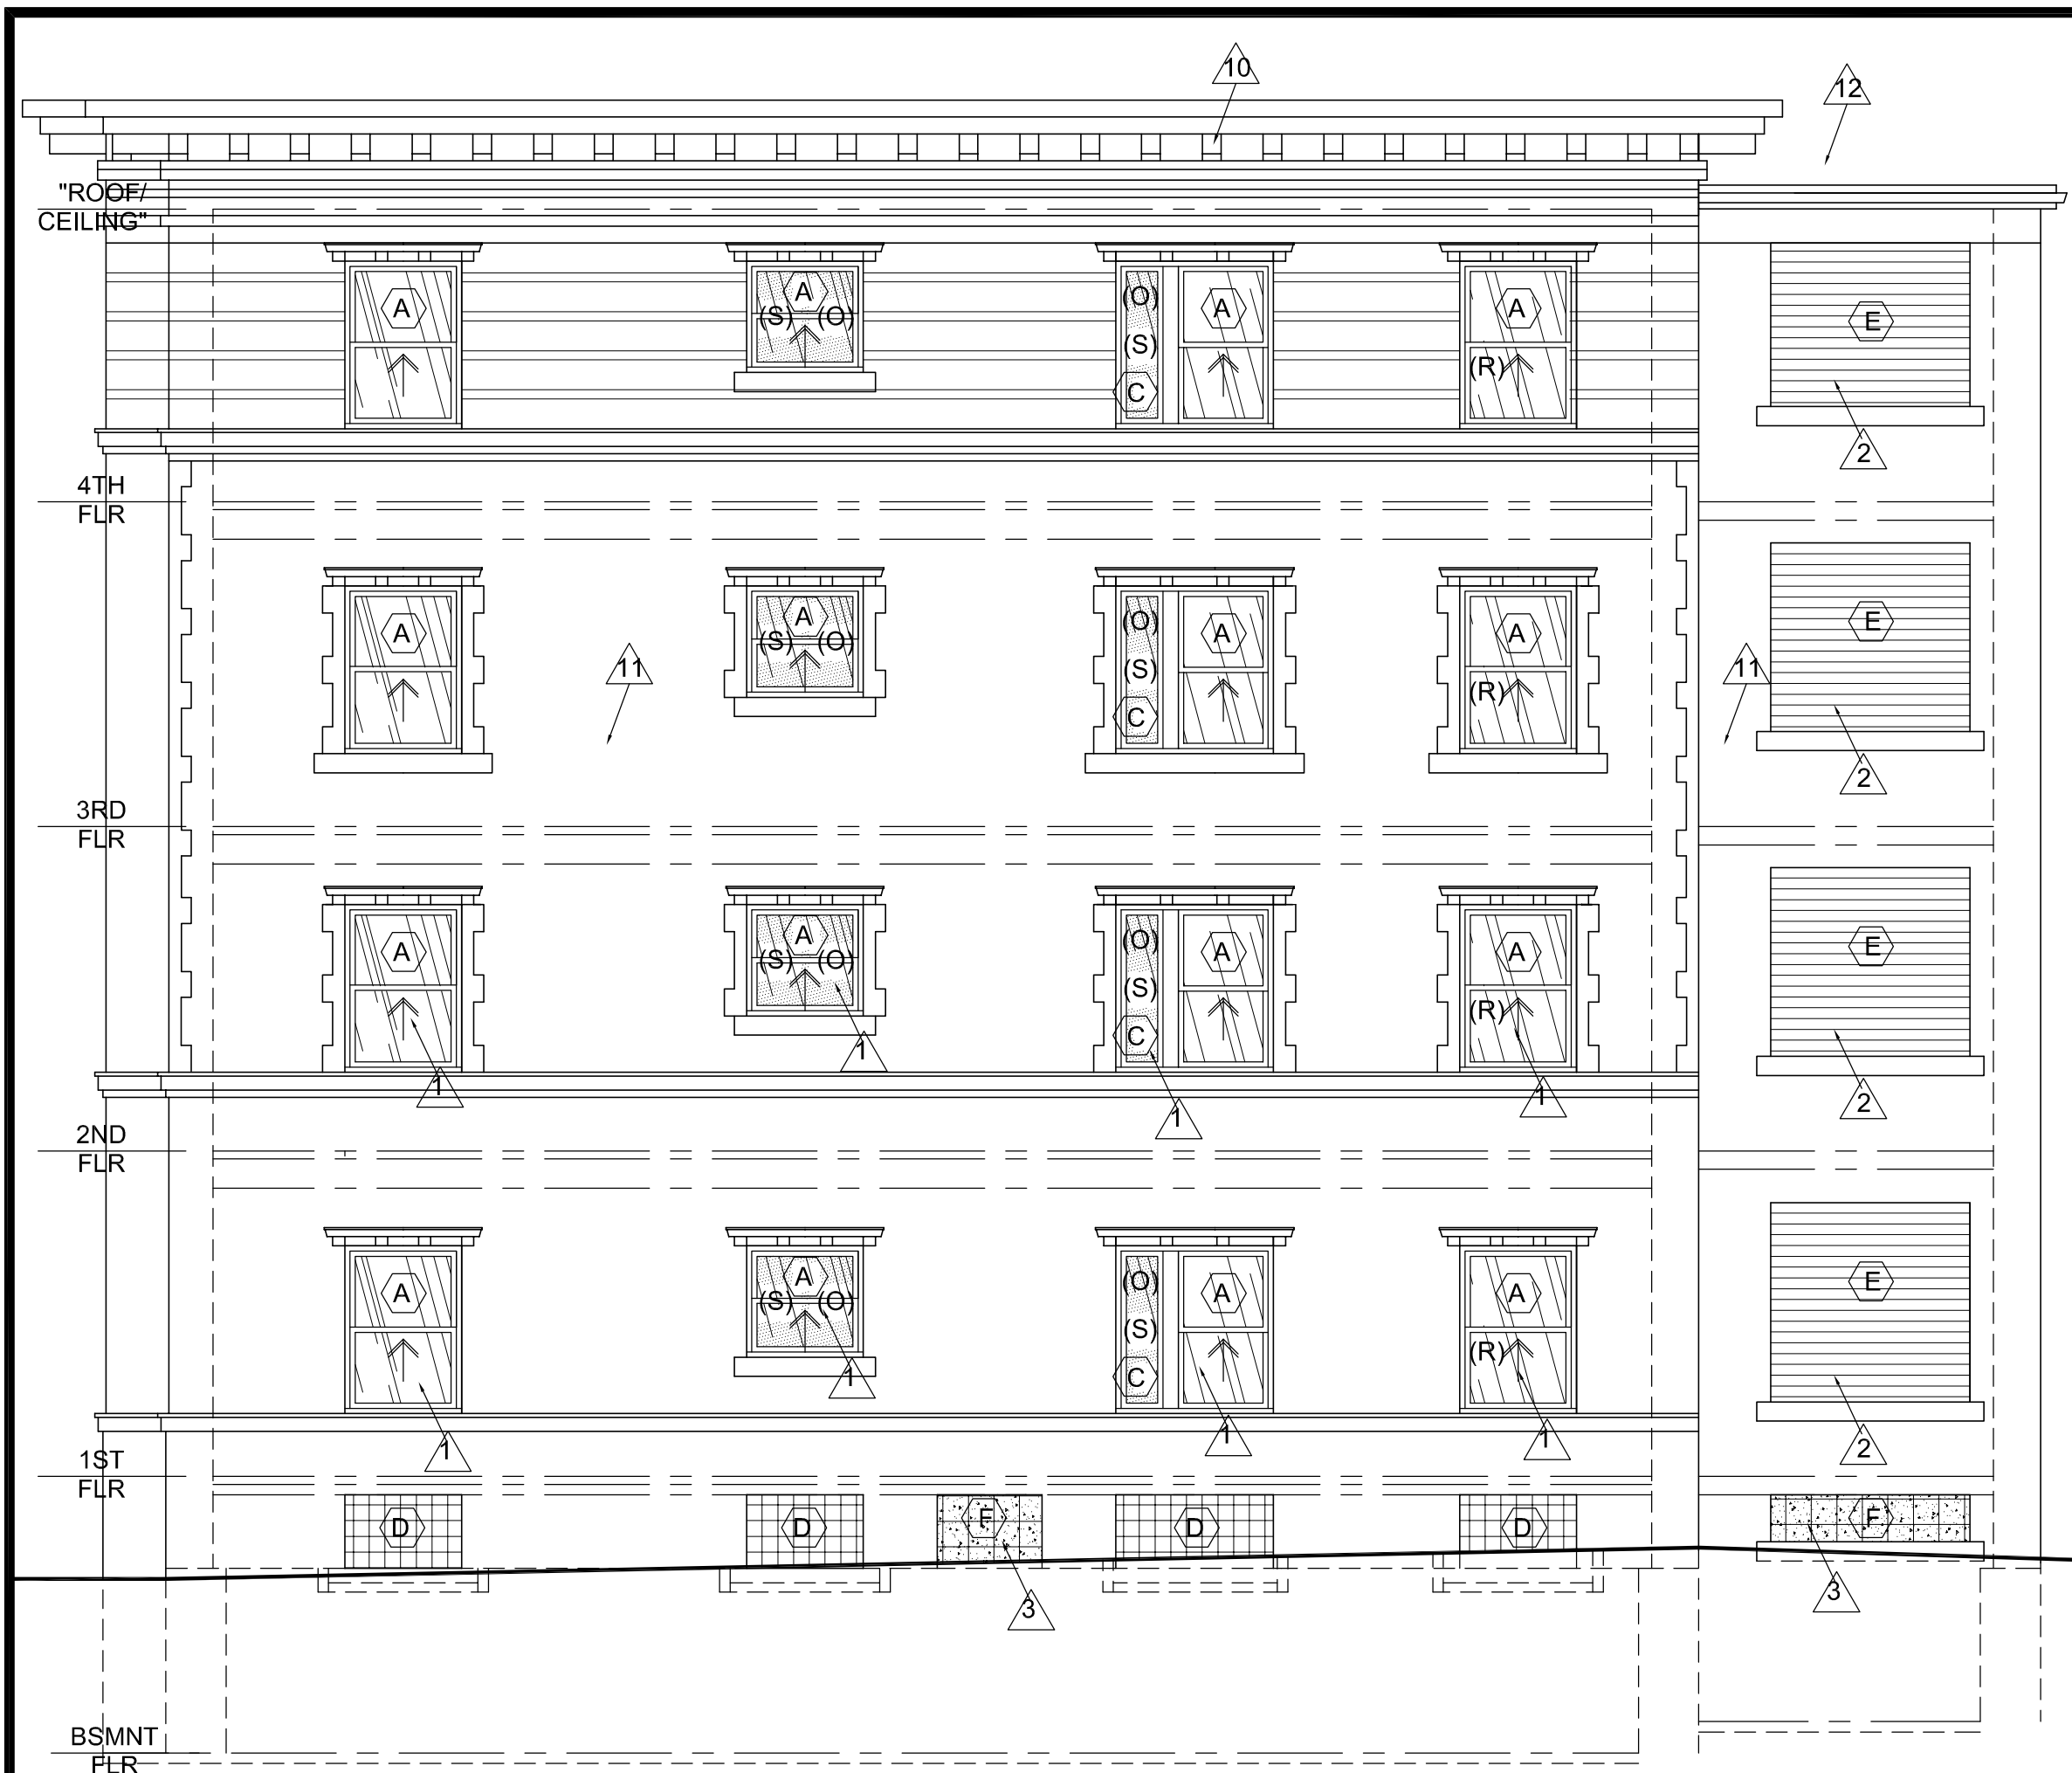 10
12
"ROOF/
CEILING"
A
A
(S) (O)
(O)
(S)
C
A
A
(R)
E
2
4TH
FLR
A
A
(S) (O)
(O)
(S)
C
A
A
(R)
E
11
11
2
3RD
FLR
A
A
(S) (O)
(O)
(S)
C
A
A
(R)
E
1
1
1
1
2
2ND
FLR
A
A
(S) (O)
(O)
(S)
C
A
A
(R)
E
1
1
1
1
2
1ST
FLR
D
D
F
D
D
F
3
3
BSMNT
FLR